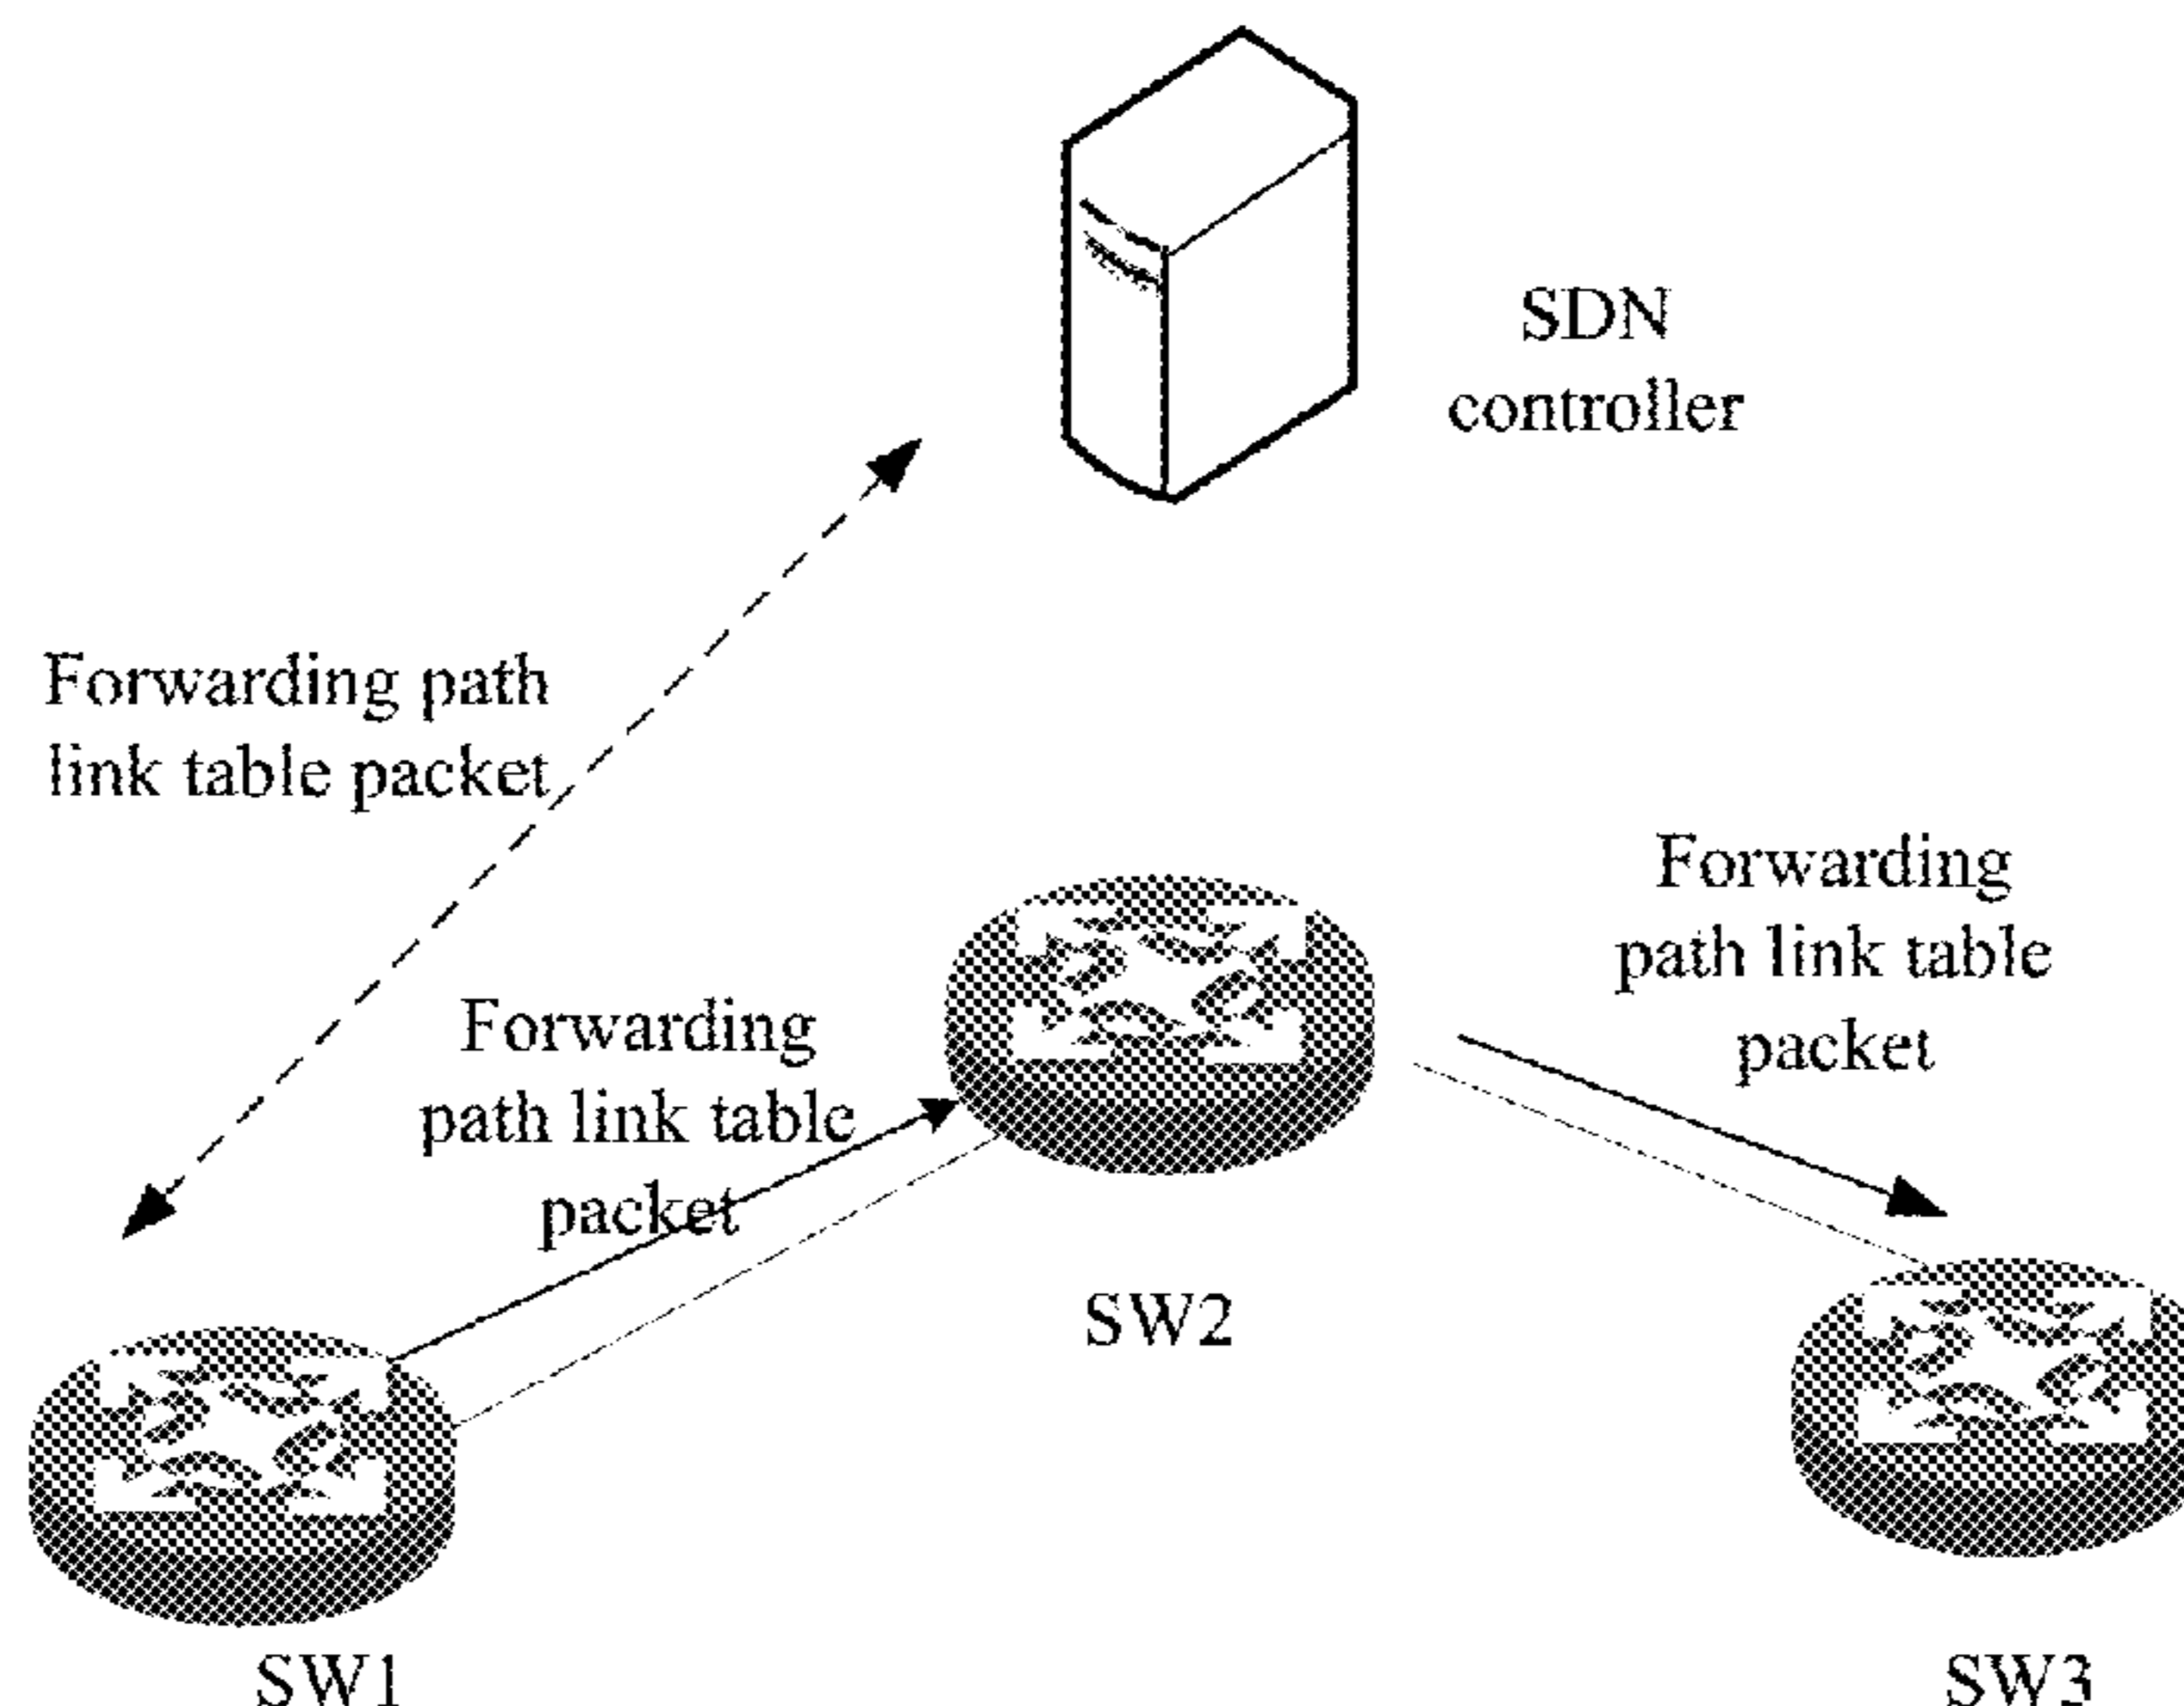 SDN
controller
Forwarding path
link table packet
Forwarding
path link table
packet
Forwarding
path link table
packet
SW2
SW1
SW3